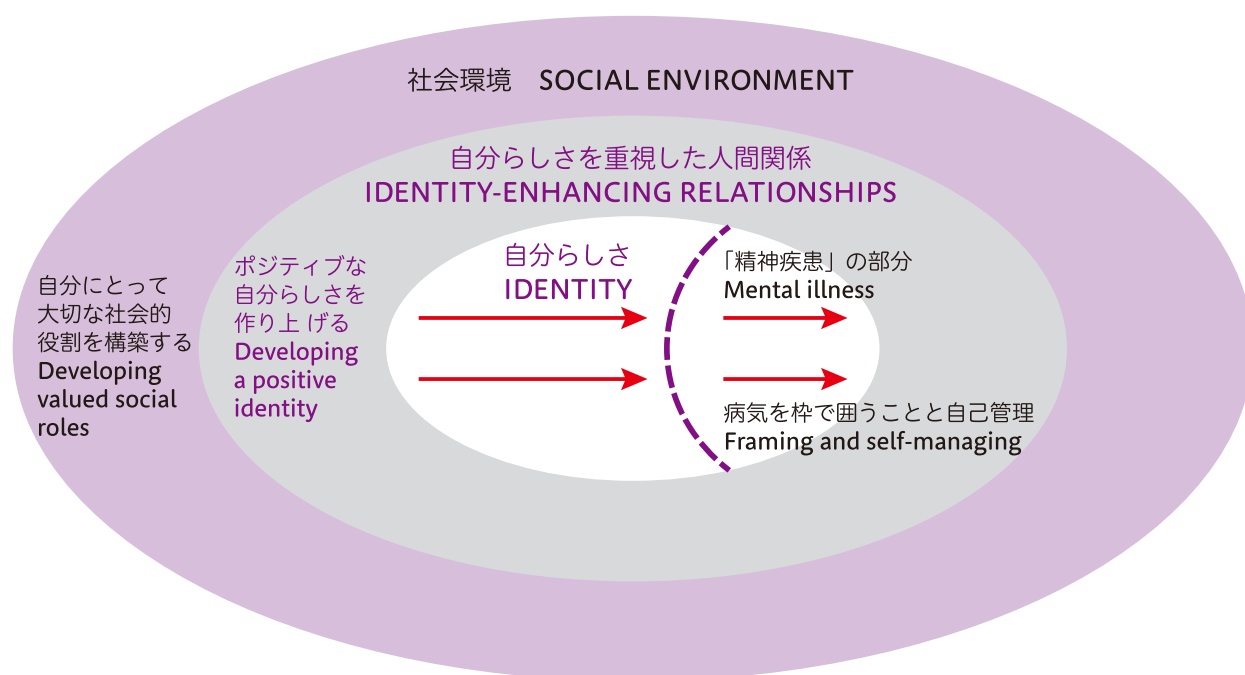 社会環境 SOCIAL ENVIRONMENT
自分らしさを重視した人間関係
IDENTITY-ENHANCING RELATIONSHIPS
自分にとって
大切な社会的
役割を構築する
Developing
valued social
roles
ポジティブな
自分らしさを
作り上 げる
Developing
a positive
identity
自分らしさ
IDENTITY
「精神疾患」の部分
Mental illness
病気を枠で囲うことと自己管理
Framing and self-managing